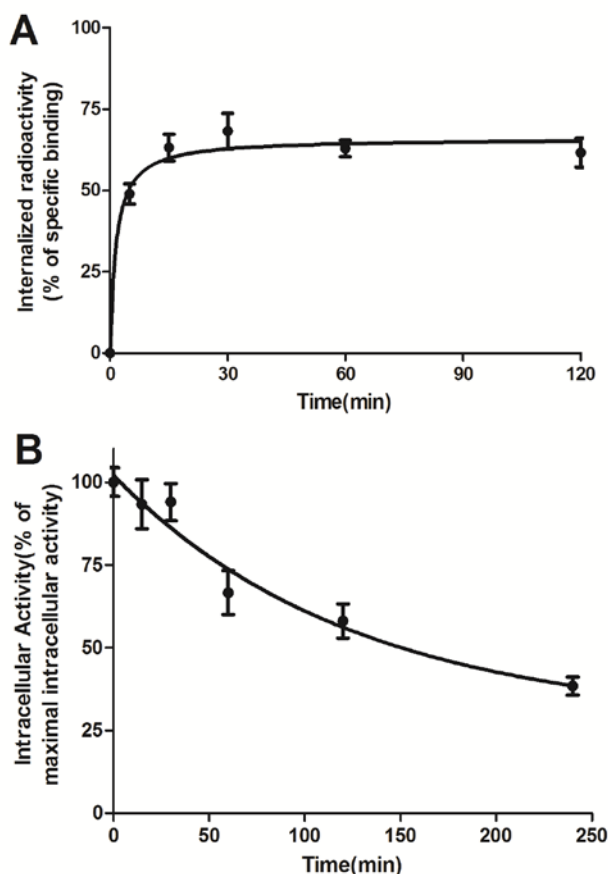 A
Internalized radioactivity
(% of specific binding)
100
75
50
25
0
0 30 60 90 120
Time(min)
B
Intracellular Activity(% of
maximal intracellular activity)
100
75
50
25
0
0 50 100 150 200 250
Time(min)